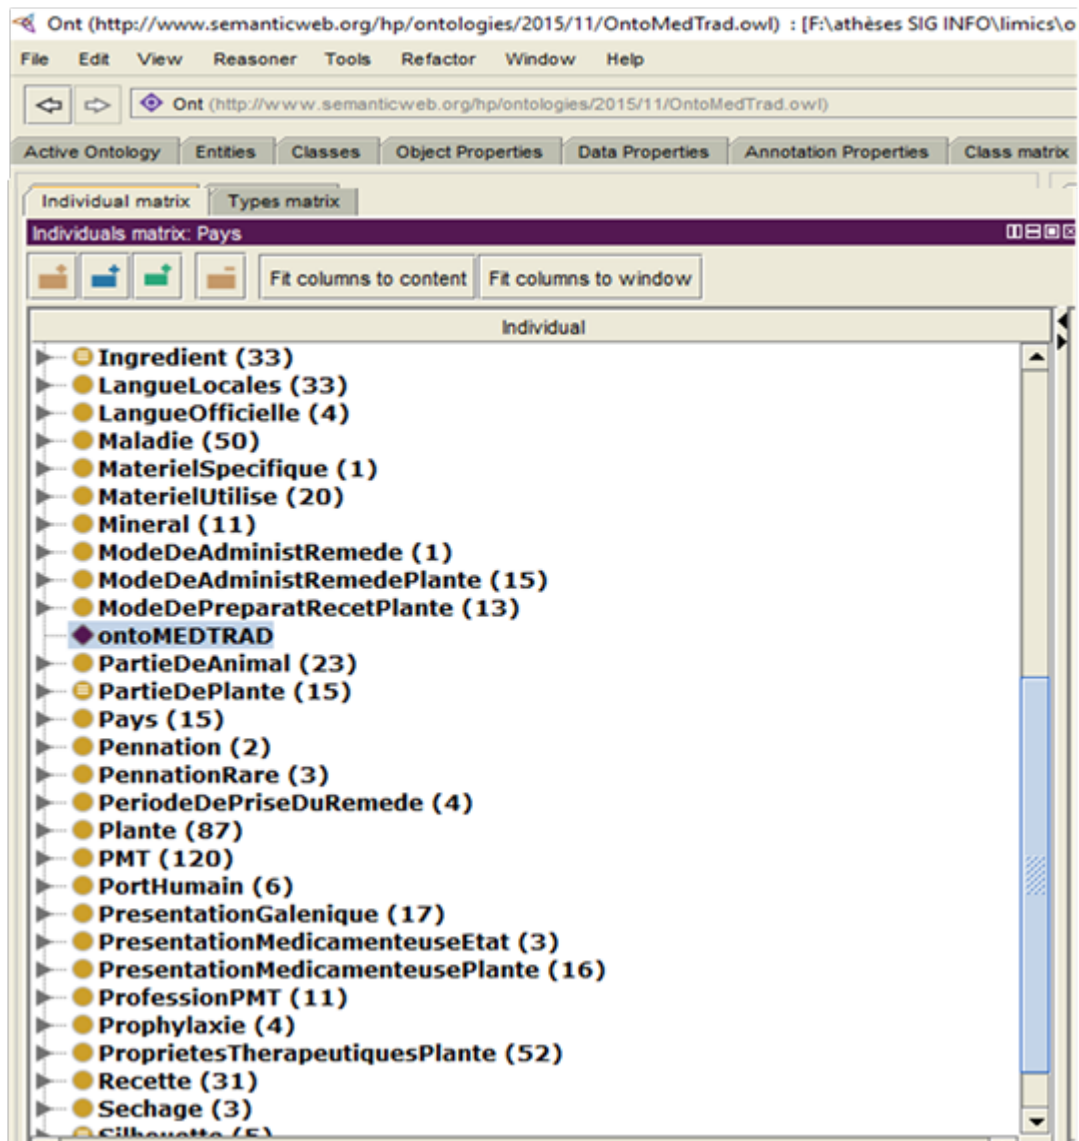 Ont (http://www.semanticweb.org/hp/ontologies/2015/11/OntoMedTrad.owl) : [F:\athèses SIG INFO\limics\o
File Edit View Reasoner Tools Refactor Window Help
Ont (http://www.semanticweb.org/hp/ontologies/2015/11/OntoMedTrad.owl)
Active Ontology Entities Classes Object Properties Data Properties Annotation Properties Class matrix
Individual matrix Types matrix
Individuals matrix: Pays
Fit columns to content Fit columns to window
Individual
Ingredient (33)
LangueLocales (33)
LangueOfficielle (4)
Maladie (50)
MaterielSpecifique (1)
MaterielUtilise (20)
Mineral (11)
ModeDeAdministRemede (1)
ModeDeAdministRemedePlante (15)
ModeDePreparatRecetPlante (13)
ontoMEDTRAD
PartieDeAnimal (23)
PartieDePlante (15)
Pays (15)
Pennation (2)
PennationRare (3)
PeriodeDePriseDuRemede (4)
Plante (87)
PMT (120)
PortHumain (6)
PresentationGalenique (17)
PresentationMedicamenteuseEtat (3)
PresentationMedicamenteusePlante (16)
ProfessionPMT (11)
Prophylaxie (4)
ProprietesTherapeutiquesPlante (52)
Recette (31)
Sechage (3)
Silhouette (5)